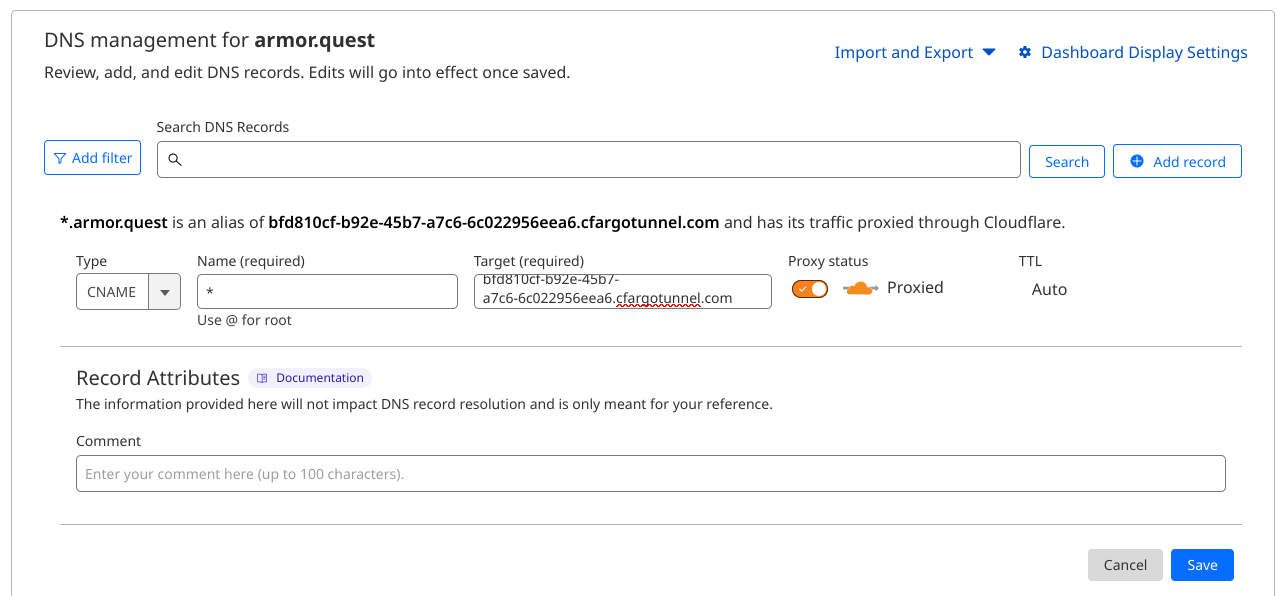 DNS management for armor.quest
Review, add, and edit DNS records. Edits will go into effect once saved.
Import and Export
Dashboard Display Settings
Search DNS Records
Add filter
Search
Add record
*.armor.quest is an alias of bfd810cf-b92e-45b7-a7c6-6c022956eea6.cfargotunnel.com and has its traffic proxied through Cloudflare.
Type
Name (required)
Target (required)
Proxy status
TTL
CNAME
*
bfd810cf-b92e-45b7-
a7c6-6c022956eea6.cfargotunnel.com
Proxied
Auto
Use @ for root
Record Attributes
Documentation
The information provided here will not impact DNS record resolution and is only meant for your reference.
Comment
Enter your comment here (up to 100 characters).
Cancel
Save